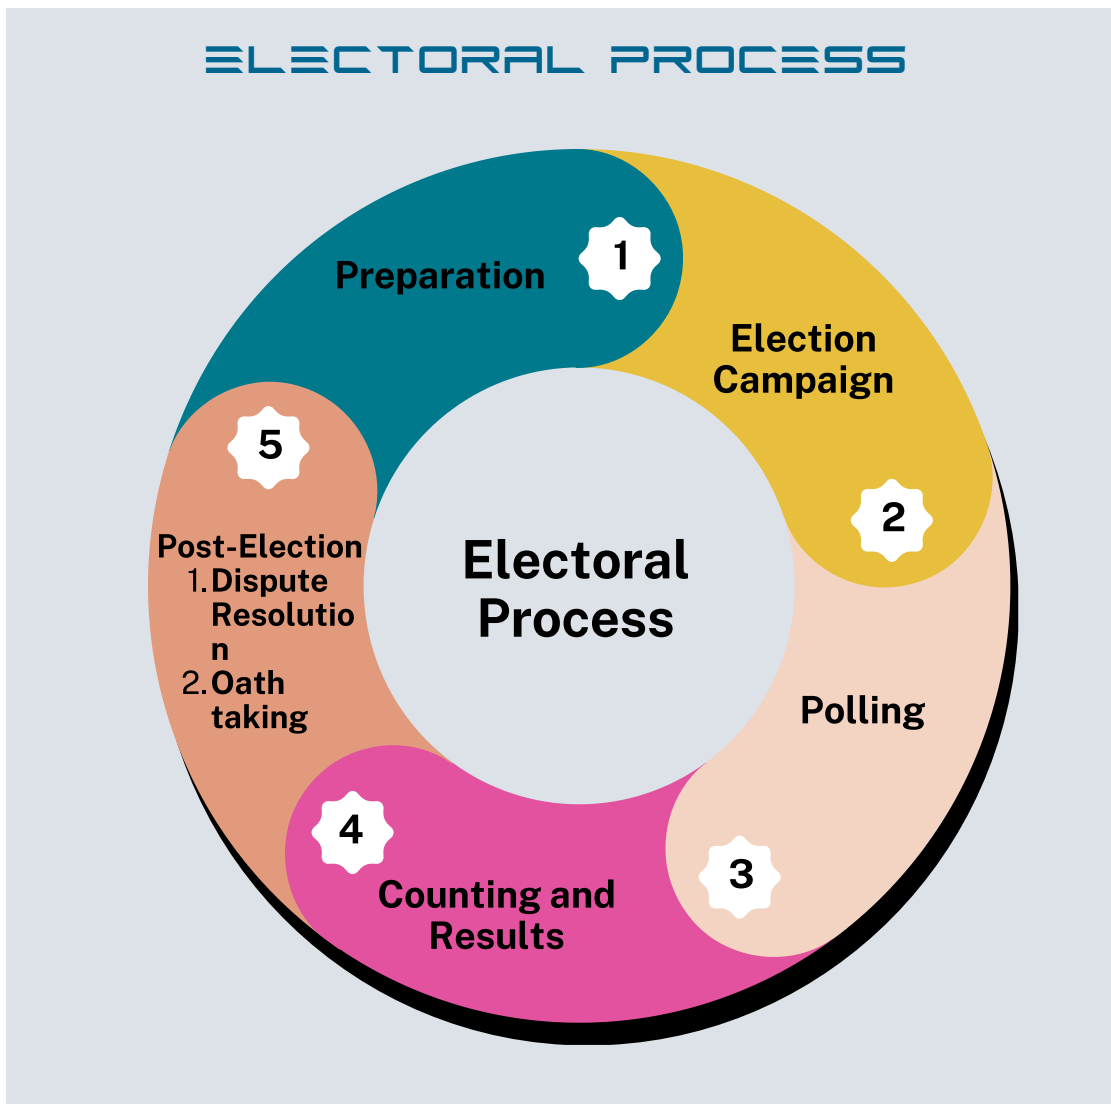 ELECTORAL PROCESS
1
Preparation
Election
Campaign
2
Polling
3
Counting and
Results
4
5
Post-Election
1. Dispute
Resolutio
n
2. Oath
taking
Electoral
Process